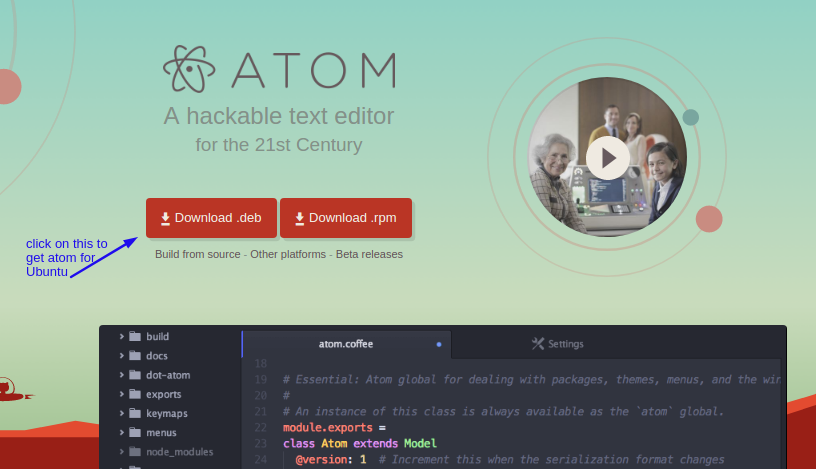 ATOM
A hackable text editor
for the 21st Century
Download .deb
Download .rpm
click on this to
get atom for
Ubuntu
Build from source - Other platforms - Beta releases
build
docs
dot-atom
exports
keymaps
menus
node_modules
atom.coffee
Settings
18
19 # Essential: Atom global for dealing with packages, themes, menus, and the
20 #
21 # An instance of this class is always available as the `atom` global.
22 module.exports =
23 class Atom extends Model
24 @version: 1 # Increment this when the serialization format changes